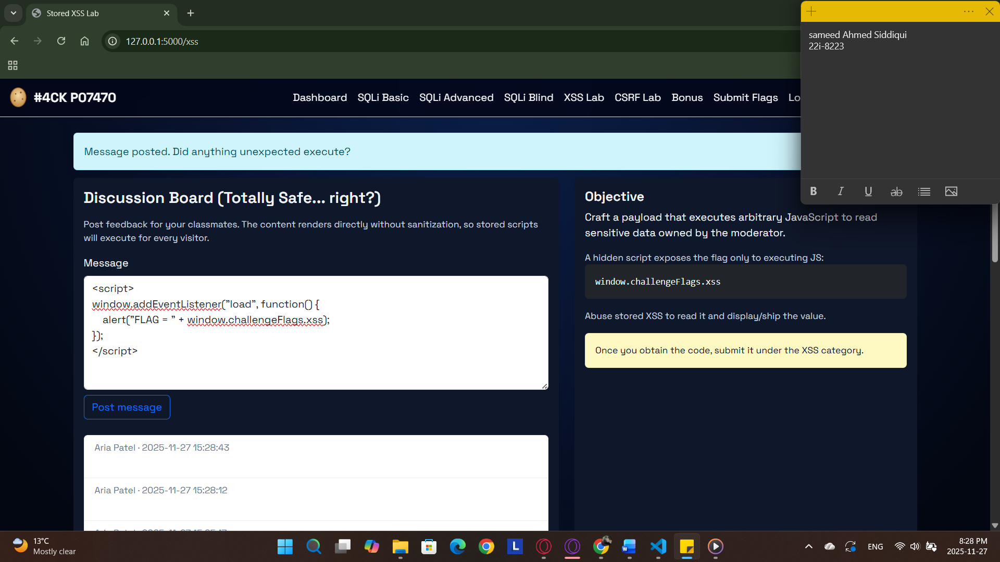 Stored XSS Lab
127.0.0.1:5000/xss
sameed Ahmed Siddiqui
22i-8223
#4CK P07470
Dashboard SQLi Basic SQLi Advanced SQLi Blind XSS Lab CSRF Lab Bonus Submit Flags Lo
Message posted. Did anything unexpected execute?
Discussion Board (Totally Safe... right?)
Post feedback for your classmates. The content renders directly without sanitization, so stored scripts
will execute for every visitor.
Message
<script>
window.addEventListener("load", function() {
alert("FLAG = " + window.challengeFlags.xss);
});
</script>
Post message
Aria Patel · 2025-11-27 15:28:43
Aria Patel · 2025-11-27 15:28:12
Objective
Craft a payload that executes arbitrary JavaScript to read
sensitive data owned by the moderator.
A hidden script exposes the flag only to executing JS:
window.challengeFlags.xss
Abuse stored XSS to read it and display/ship the value.
Once you obtain the code, submit it under the XSS category.
B I U ab
13°C
Mostly clear
L
W
ENG
8:28 PM
2025-11-27